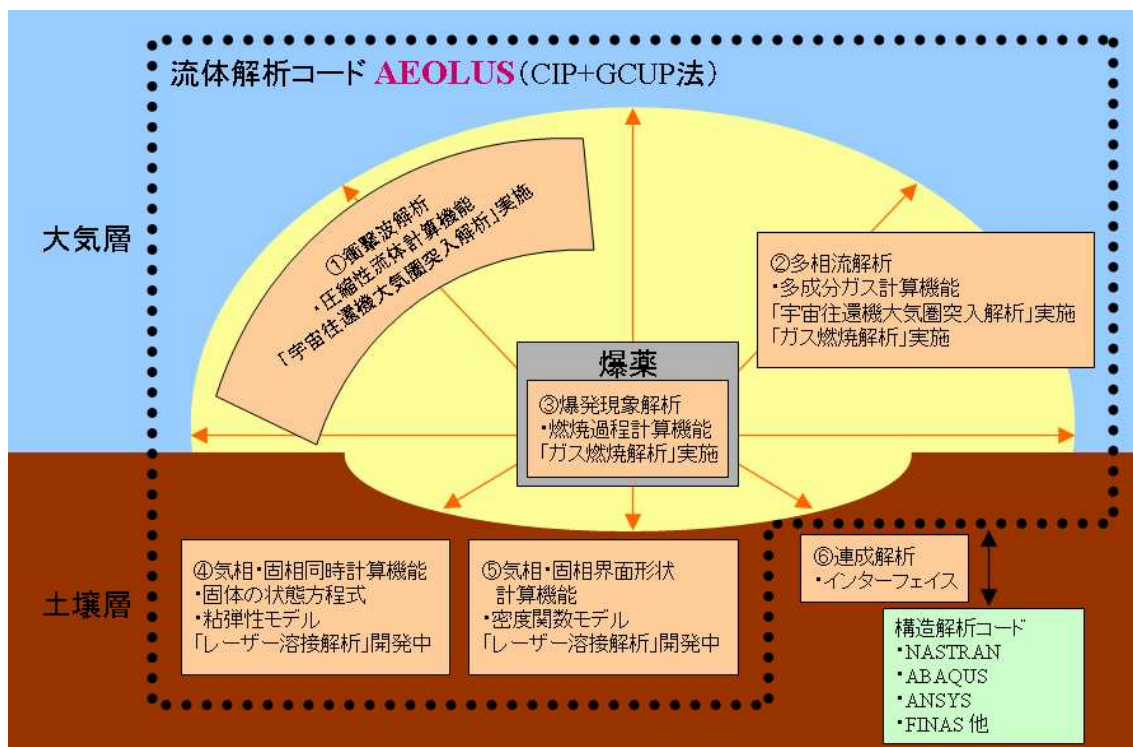 流体解析コード AEOLUS(CIP+GCUP法)
大気層
①衝撃波解析
・圧縮性流体計算機能
「宇宙往還機大気圏突入解析」実施
②多相流解析
・多成分ガス計算機能
「宇宙往還機大気圏突入解析」実施
「ガス燃焼解析」実施
爆薬
③爆発現象解析
・燃焼過程計算機能
「ガス燃焼解析」実施
土壌層
④気相・固相同時計算機能
・固体の状態方程式
・粘弾性モデル
「レーザー溶接解析」開発中
⑤気相・固相界面形状
計算機能
・密度関数モデル
「レーザー溶接解析」開発中
⑥連成解析
・インターフェイス
構造解析コード
・NASTRAN
・ABAQUS
・ANSYS
・FINAS 他